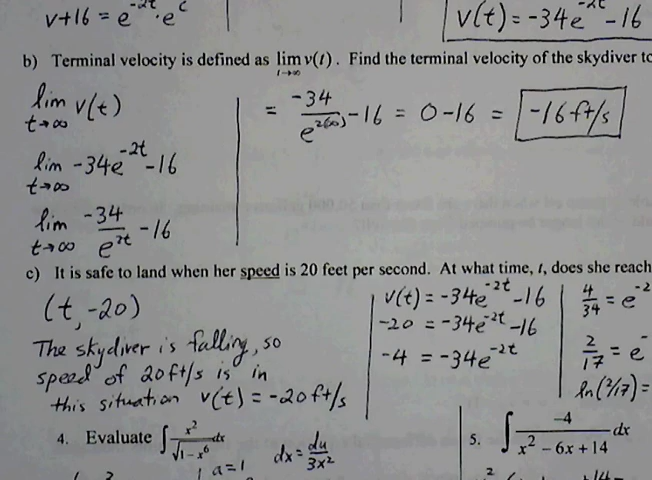 v+16 = e^-2t · e^c
v(t) = -34e^-2t - 16
b) Terminal velocity is defined as lim t→∞ v(t). Find the terminal velocity of the skydiver to
lim t→∞ v(t)
lim t→∞ -34e^-2t - 16
lim t→∞ -34/e^2t - 16
= -34/e^2(∞) - 16 = 0 - 16 = -16 ft/s
c) It is safe to land when her speed is 20 feet per second. At what time, t, does she reach
(t, -20)
The skydiver is falling, so
speed of 20 ft/s is in
this situation v(t) = -20 ft/s
v(t) = -34e^-2t - 16
-20 = -34e^-2t - 16
-4 = -34e^-2t
4/34 = e^-2
2/17 = e^-
ln(2/17) =
4. Evaluate ∫ x²/√(1-x⁶) dx
a = 1
dx = du/3x²
5. ∫ -4/(x² - 6x + 14) dx